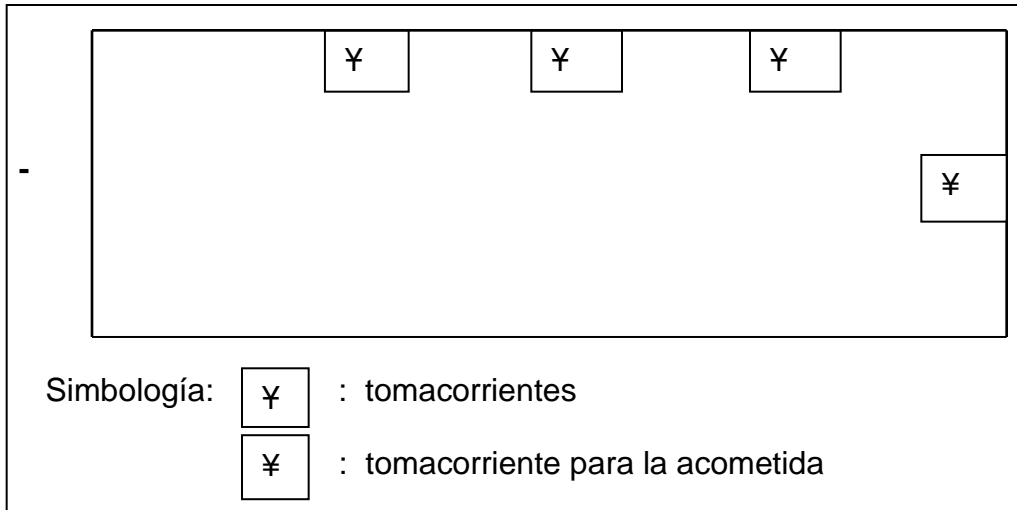 ¥ ¥ ¥
- ¥
Simbología: ¥ : tomacorrientes
¥ : tomacorriente para la acometida